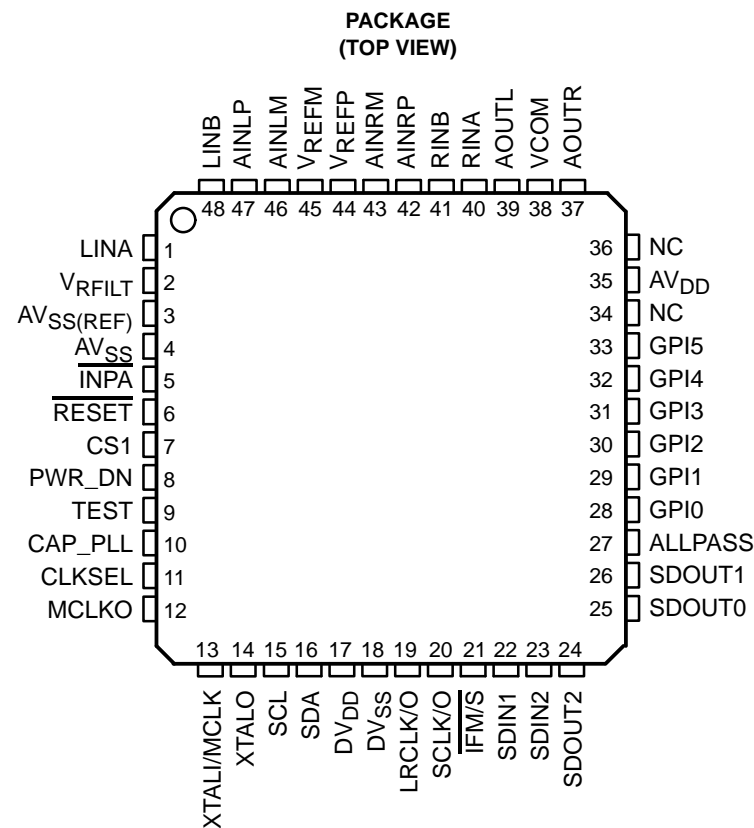 PACKAGE
(TOP VIEW)
LINB
AINLP
AINLM
VREFM
VREFP
AINRM
AINRP
RINB
RINA
AOUTL
VCOM
AOUTR
48 47 46 45 44 43 42 41 40 39 38 37
LINA 1
VRFILT 2
AVSS(REF) 3
AVSS 4
INPA 5
RESET 6
CS1 7
PWR_DN 8
TEST 9
CAP_PLL 10
CLKSEL 11
MCLKO 12
36 NC
35 AVDD
34 NC
33 GPI5
32 GPI4
31 GPI3
30 GPI2
29 GPI1
28 GPI0
27 ALLPASS
26 SDOUT1
25 SDOUT0
13 14 15 16 17 18 19 20 21 22 23 24
XTALI/MCLK
XTALO
SCL
SDA
DVDD
DVSS
LRCLK/O
SCLK/O
IFM/S
SDIN1
SDIN2
SDOUT2